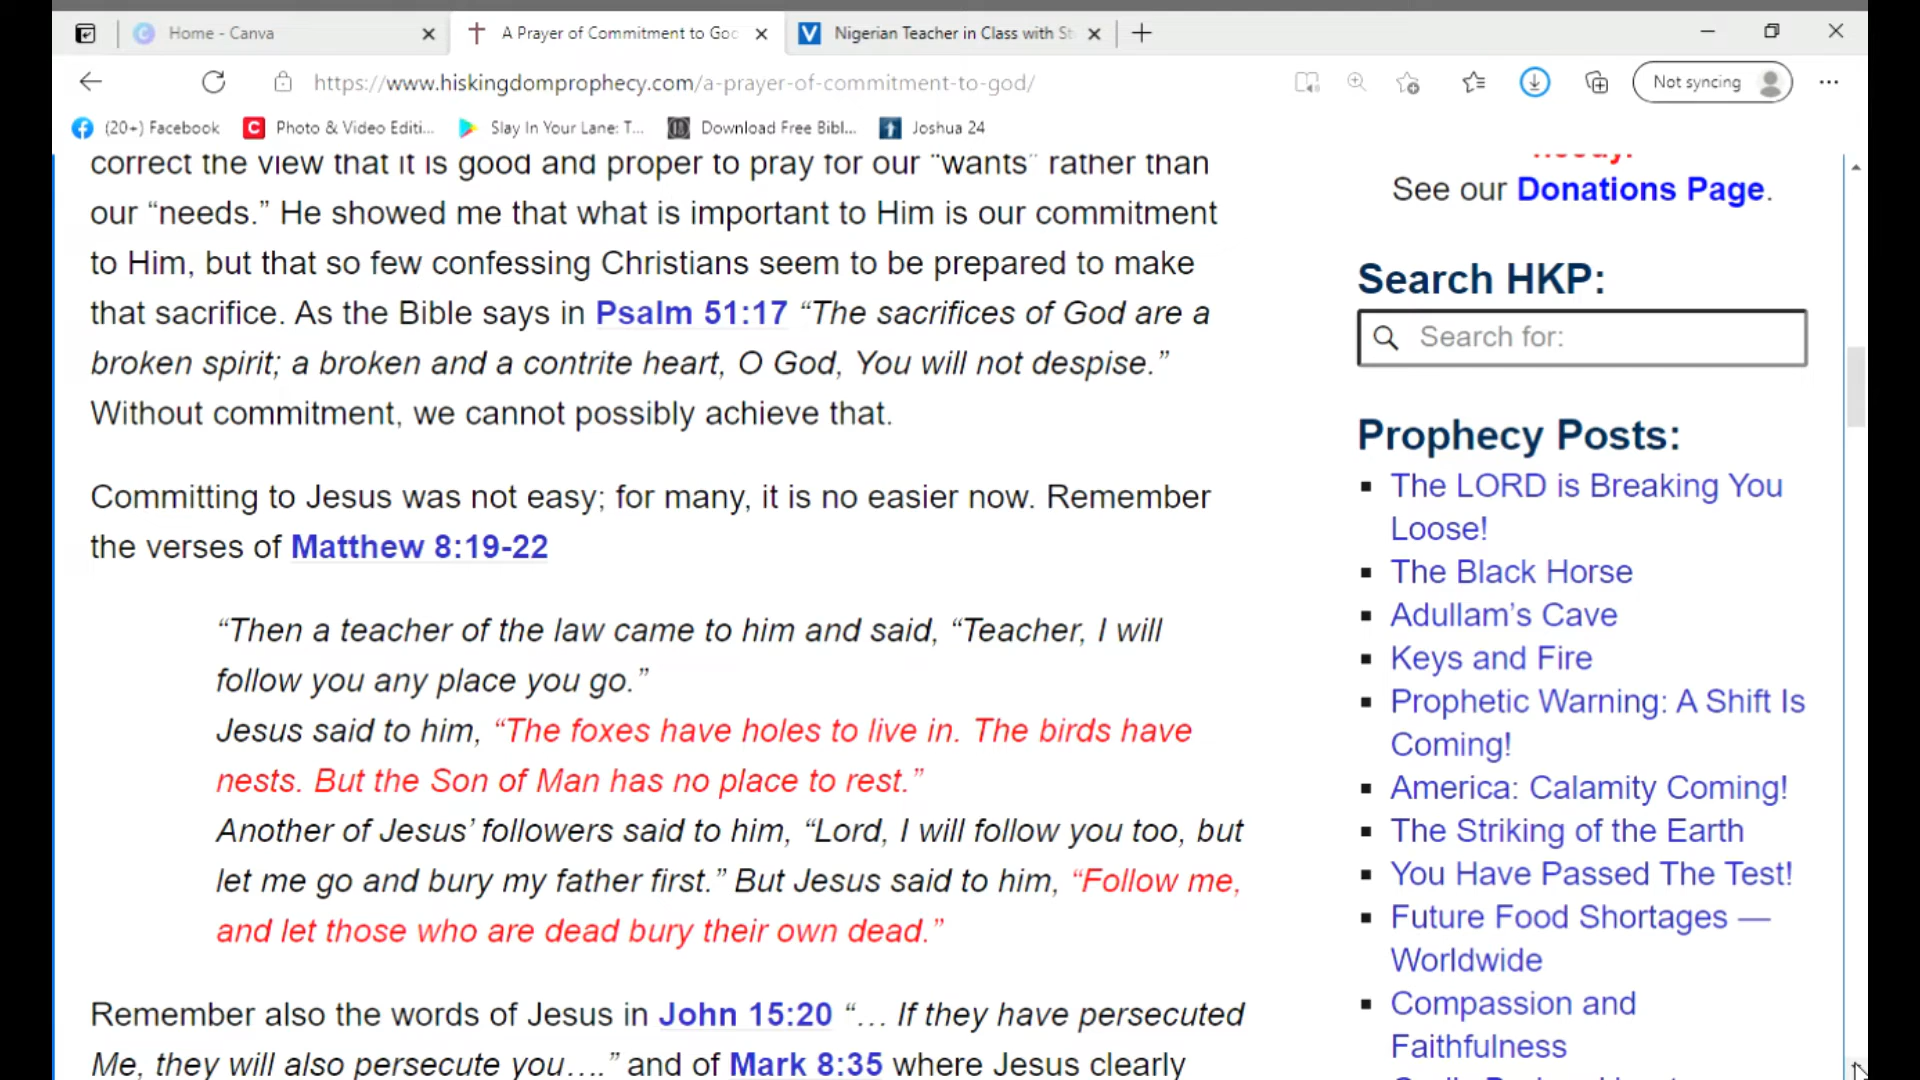 Home - Canva
A Prayer of Commitment to Goc
Nigerian Teacher in Class with St
https://www.hiskingdomprophecy.com/a-prayer-of-commitment-to-god/
Not syncing
(20+) Facebook
Photo & Video Editi...
Slay In Your Lane: T...
Download Free Bibl...
Joshua 24
correct the view that it is good and proper to pray for our “wants” rather than
our “needs.” He showed me that what is important to Him is our commitment
to Him, but that so few confessing Christians seem to be prepared to make
that sacrifice. As the Bible says in Psalm 51:17 “The sacrifices of God are a
broken spirit; a broken and a contrite heart, O God, You will not despise.”
Without commitment, we cannot possibly achieve that.
Committing to Jesus was not easy; for many, it is no easier now. Remember
the verses of Matthew 8:19-22
“Then a teacher of the law came to him and said, “Teacher, I will
follow you any place you go.”
Jesus said to him, “The foxes have holes to live in. The birds have
nests. But the Son of Man has no place to rest.”
Another of Jesus’ followers said to him, “Lord, I will follow you too, but
let me go and bury my father first.” But Jesus said to him, “Follow me,
and let those who are dead bury their own dead.”
Remember also the words of Jesus in John 15:20 “… If they have persecuted
Me, they will also persecute you….” and of Mark 8:35 where Jesus clearly
See our Donations Page.
Search HKP:
Search for:
Prophecy Posts:
The LORD is Breaking You
Loose!
The Black Horse
Adullam’s Cave
Keys and Fire
Prophetic Warning: A Shift Is
Coming!
America: Calamity Coming!
The Striking of the Earth
You Have Passed The Test!
Future Food Shortages —
Worldwide
Compassion and
Faithfulness